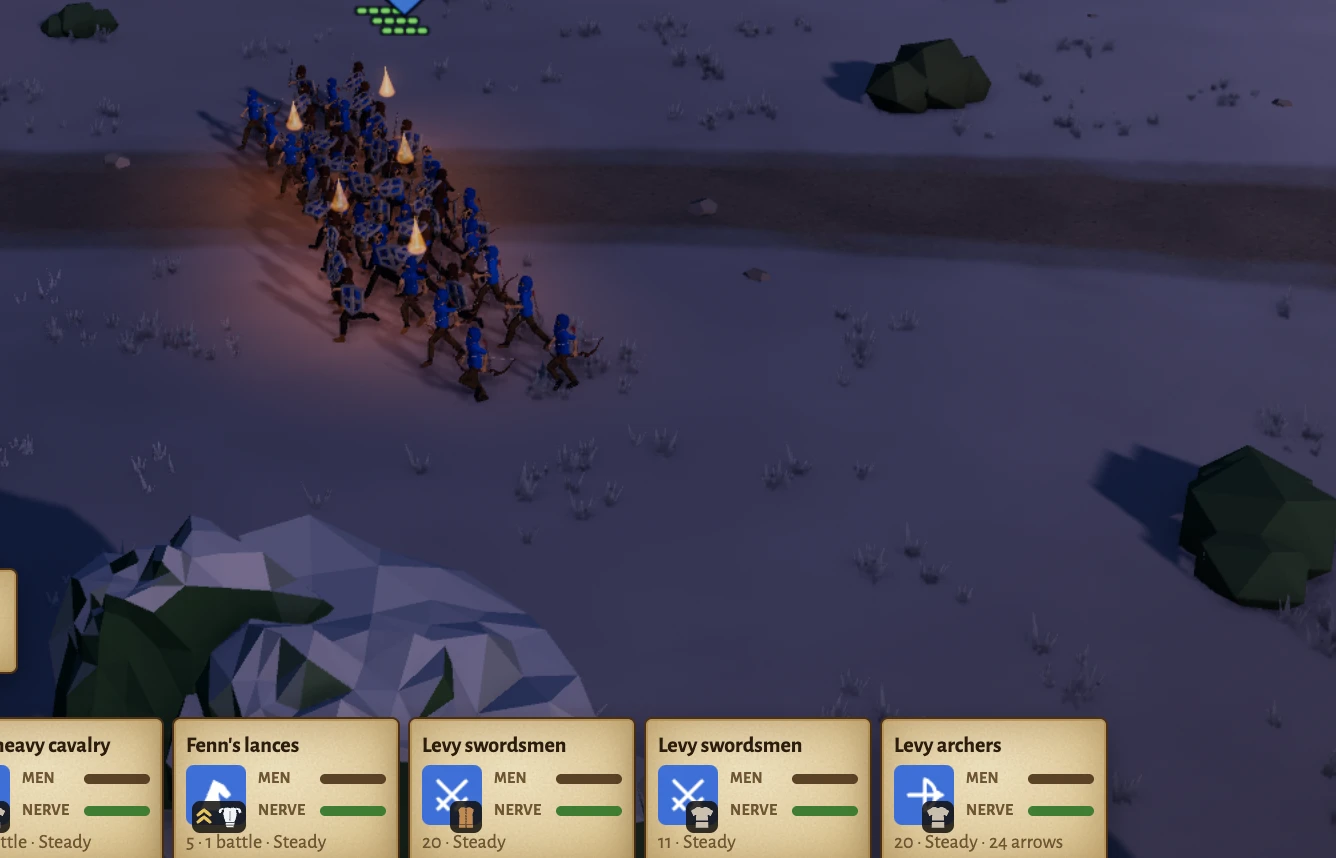 heavy cavalry
MEN
NERVE
ttle · Steady
Fenn's lances
MEN
NERVE
5 · 1 battle · Steady
Levy swordsmen
MEN
NERVE
20 · Steady
Levy swordsmen
MEN
NERVE
11 · Steady
Levy archers
MEN
NERVE
20 · Steady · 24 arrows